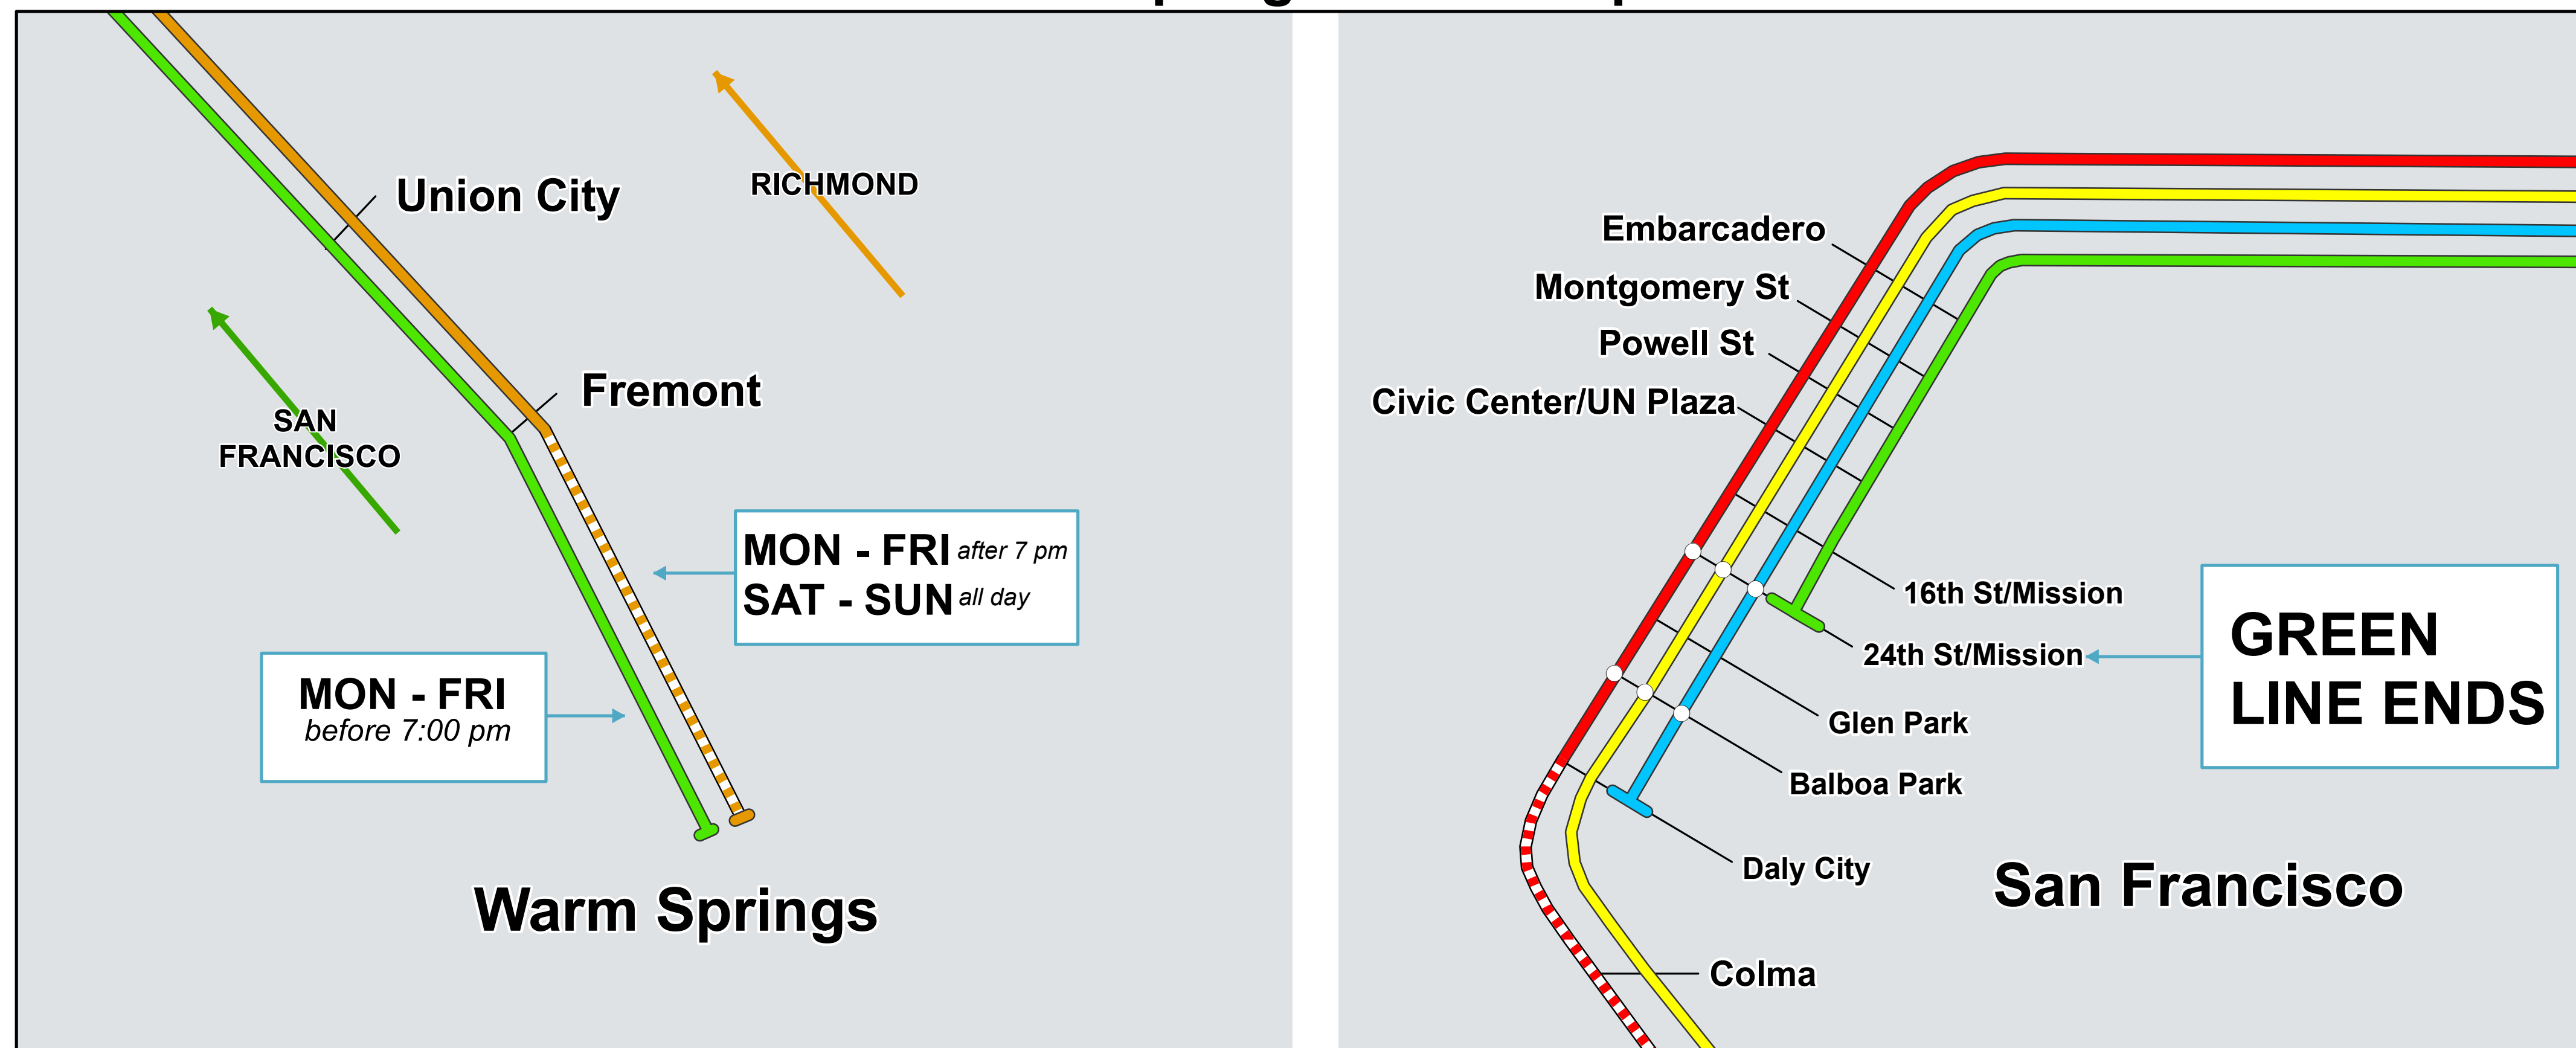 Union City
RICHMOND
Fremont
SAN
FRANCISCO
MON - FRI after 7 pm
SAT - SUN all day
MON - FRI
before 7:00 pm
Warm Springs
Embarcadero
Montgomery St
Powell St
Civic Center/UN Plaza
16th St/Mission
24th St/Mission
GREEN
LINE ENDS
Glen Park
Balboa Park
Daly City
San Francisco
Colma